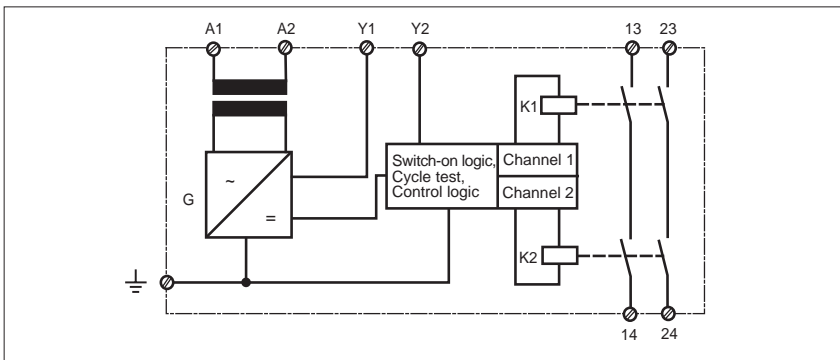 A1 A2 Y1 Y2 13 23
K1
Switch-on logic,
Cycle test,
Control logic
Channel 1
Channel 2
~
G
=
K2
14 24